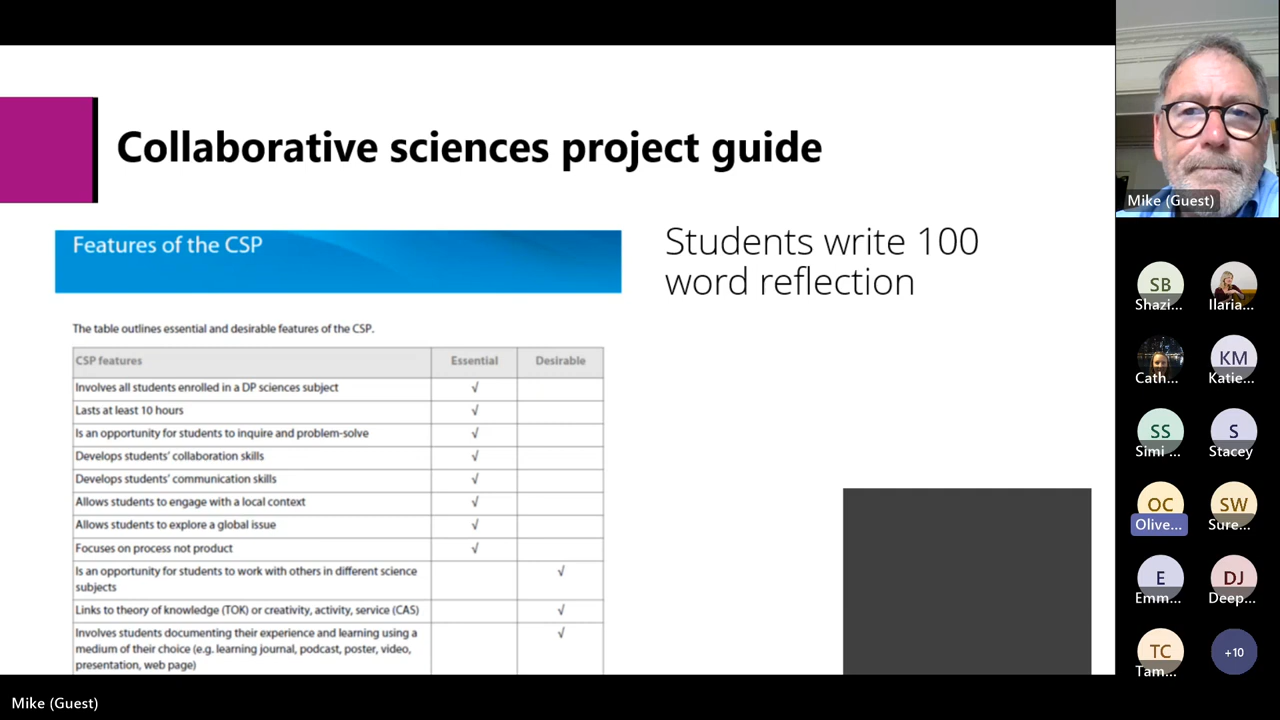 Collaborative sciences project guide
Features of the CSP
Students write 100
word reflection
The table outlines essential and desirable features of the CSP.
CSP features Essential Desirable
Involves all students enrolled in a DP sciences subject √
Lasts at least 10 hours √
Is an opportunity for students to inquire and problem-solve √
Develops students' collaboration skills √
Develops students' communication skills √
Allows students to engage with a local context √
Allows students to explore a global issue √
Focuses on process not product √
Is an opportunity for students to work with others in different science √
subjects
Links to theory of knowledge (TOK) or creativity, activity, service (CAS) √
Involves students documenting their experience and learning using a √
medium of their choice (e.g. learning journal, podcast, poster, video,
presentation, web page)
Mike (Guest)
SB
Shazi... Ilaria...
KM
Cath... Katie...
SS S
Simi ... Stacey
OC SW
Olive... Sure...
E DJ
Emm... Deep...
TC +10
Tam...
Mike (Guest)